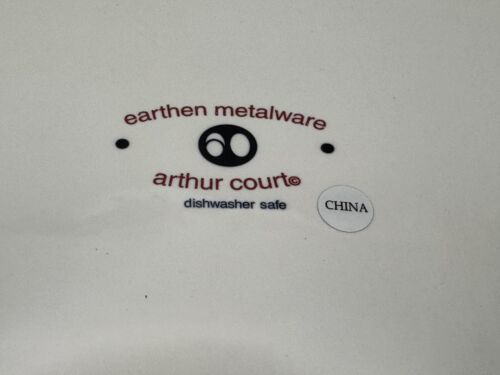 earthen metalware
arthur court©
dishwasher safe
CHINA